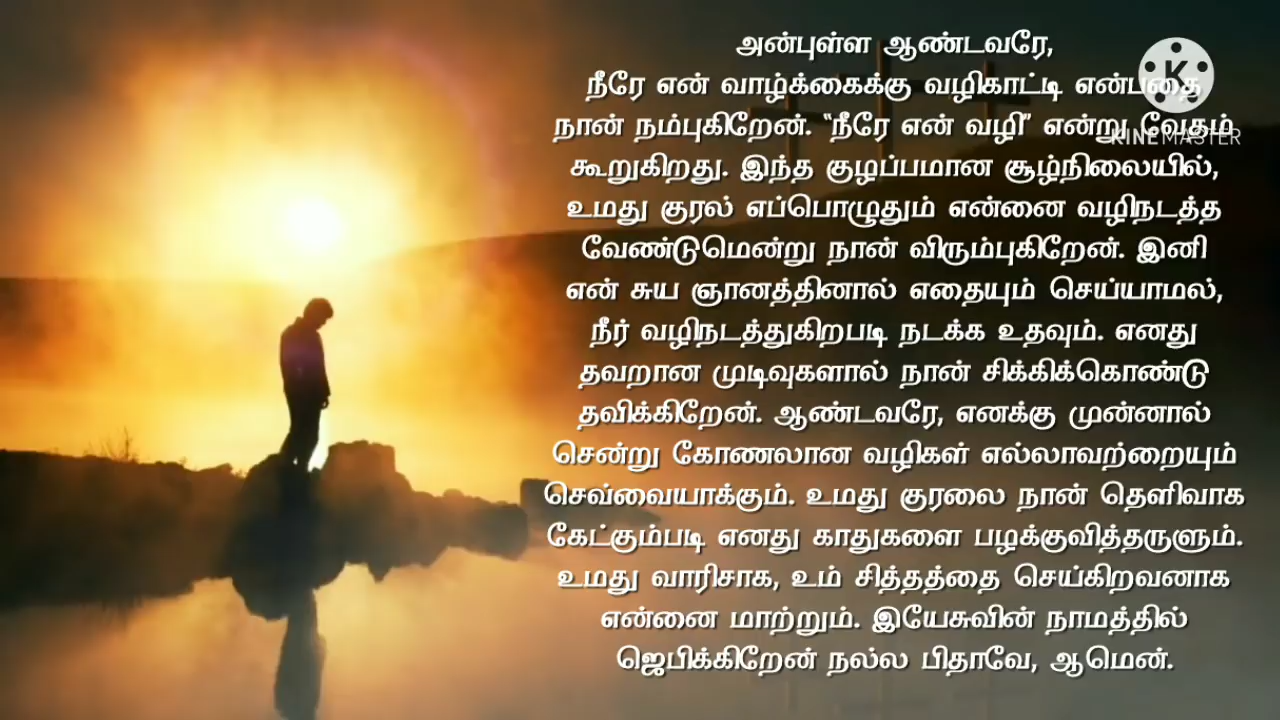 அன்புள்ள ஆண்டவரே,
நீரே என் வாழ்க்கைக்கு வழிகாட்டி என்பதை
நான் நம்புகிறேன். "நீரே என் வழி" என்று வேதம்
கூறுகிறது. இந்த குழப்பமான சூழ்நிலையில்,
உமது குரல் எப்பொழுதும் என்னை வழிநடத்த
வேண்டுமென்று நான் விரும்புகிறேன். இனி
என் சுய ஞானத்தினால் எதையும் செய்யாமல்,
நீர் வழிநடத்துகிறபடி நடக்க உதவும். எனது
தவறான முடிவுகளால் நான் சிக்கிக்கொண்டு
தவிக்கிறேன். ஆண்டவரே, எனக்கு முன்னால்
சென்று கோணலான வழிகள் எல்லாவற்றையும்
செவ்வையாக்கும். உமது குரலை நான் தெளிவாக
கேட்கும்படி எனது காதுகளை பழக்குவித்தருளும்.
உமது வாரிசாக, உம் சித்தத்தை செய்கிறவனாக
என்னை மாற்றும். இயேசுவின் நாமத்தில்
ஜெபிக்கிறேன் நல்ல பிதாவே, ஆமென்.
K
KINEMASTER